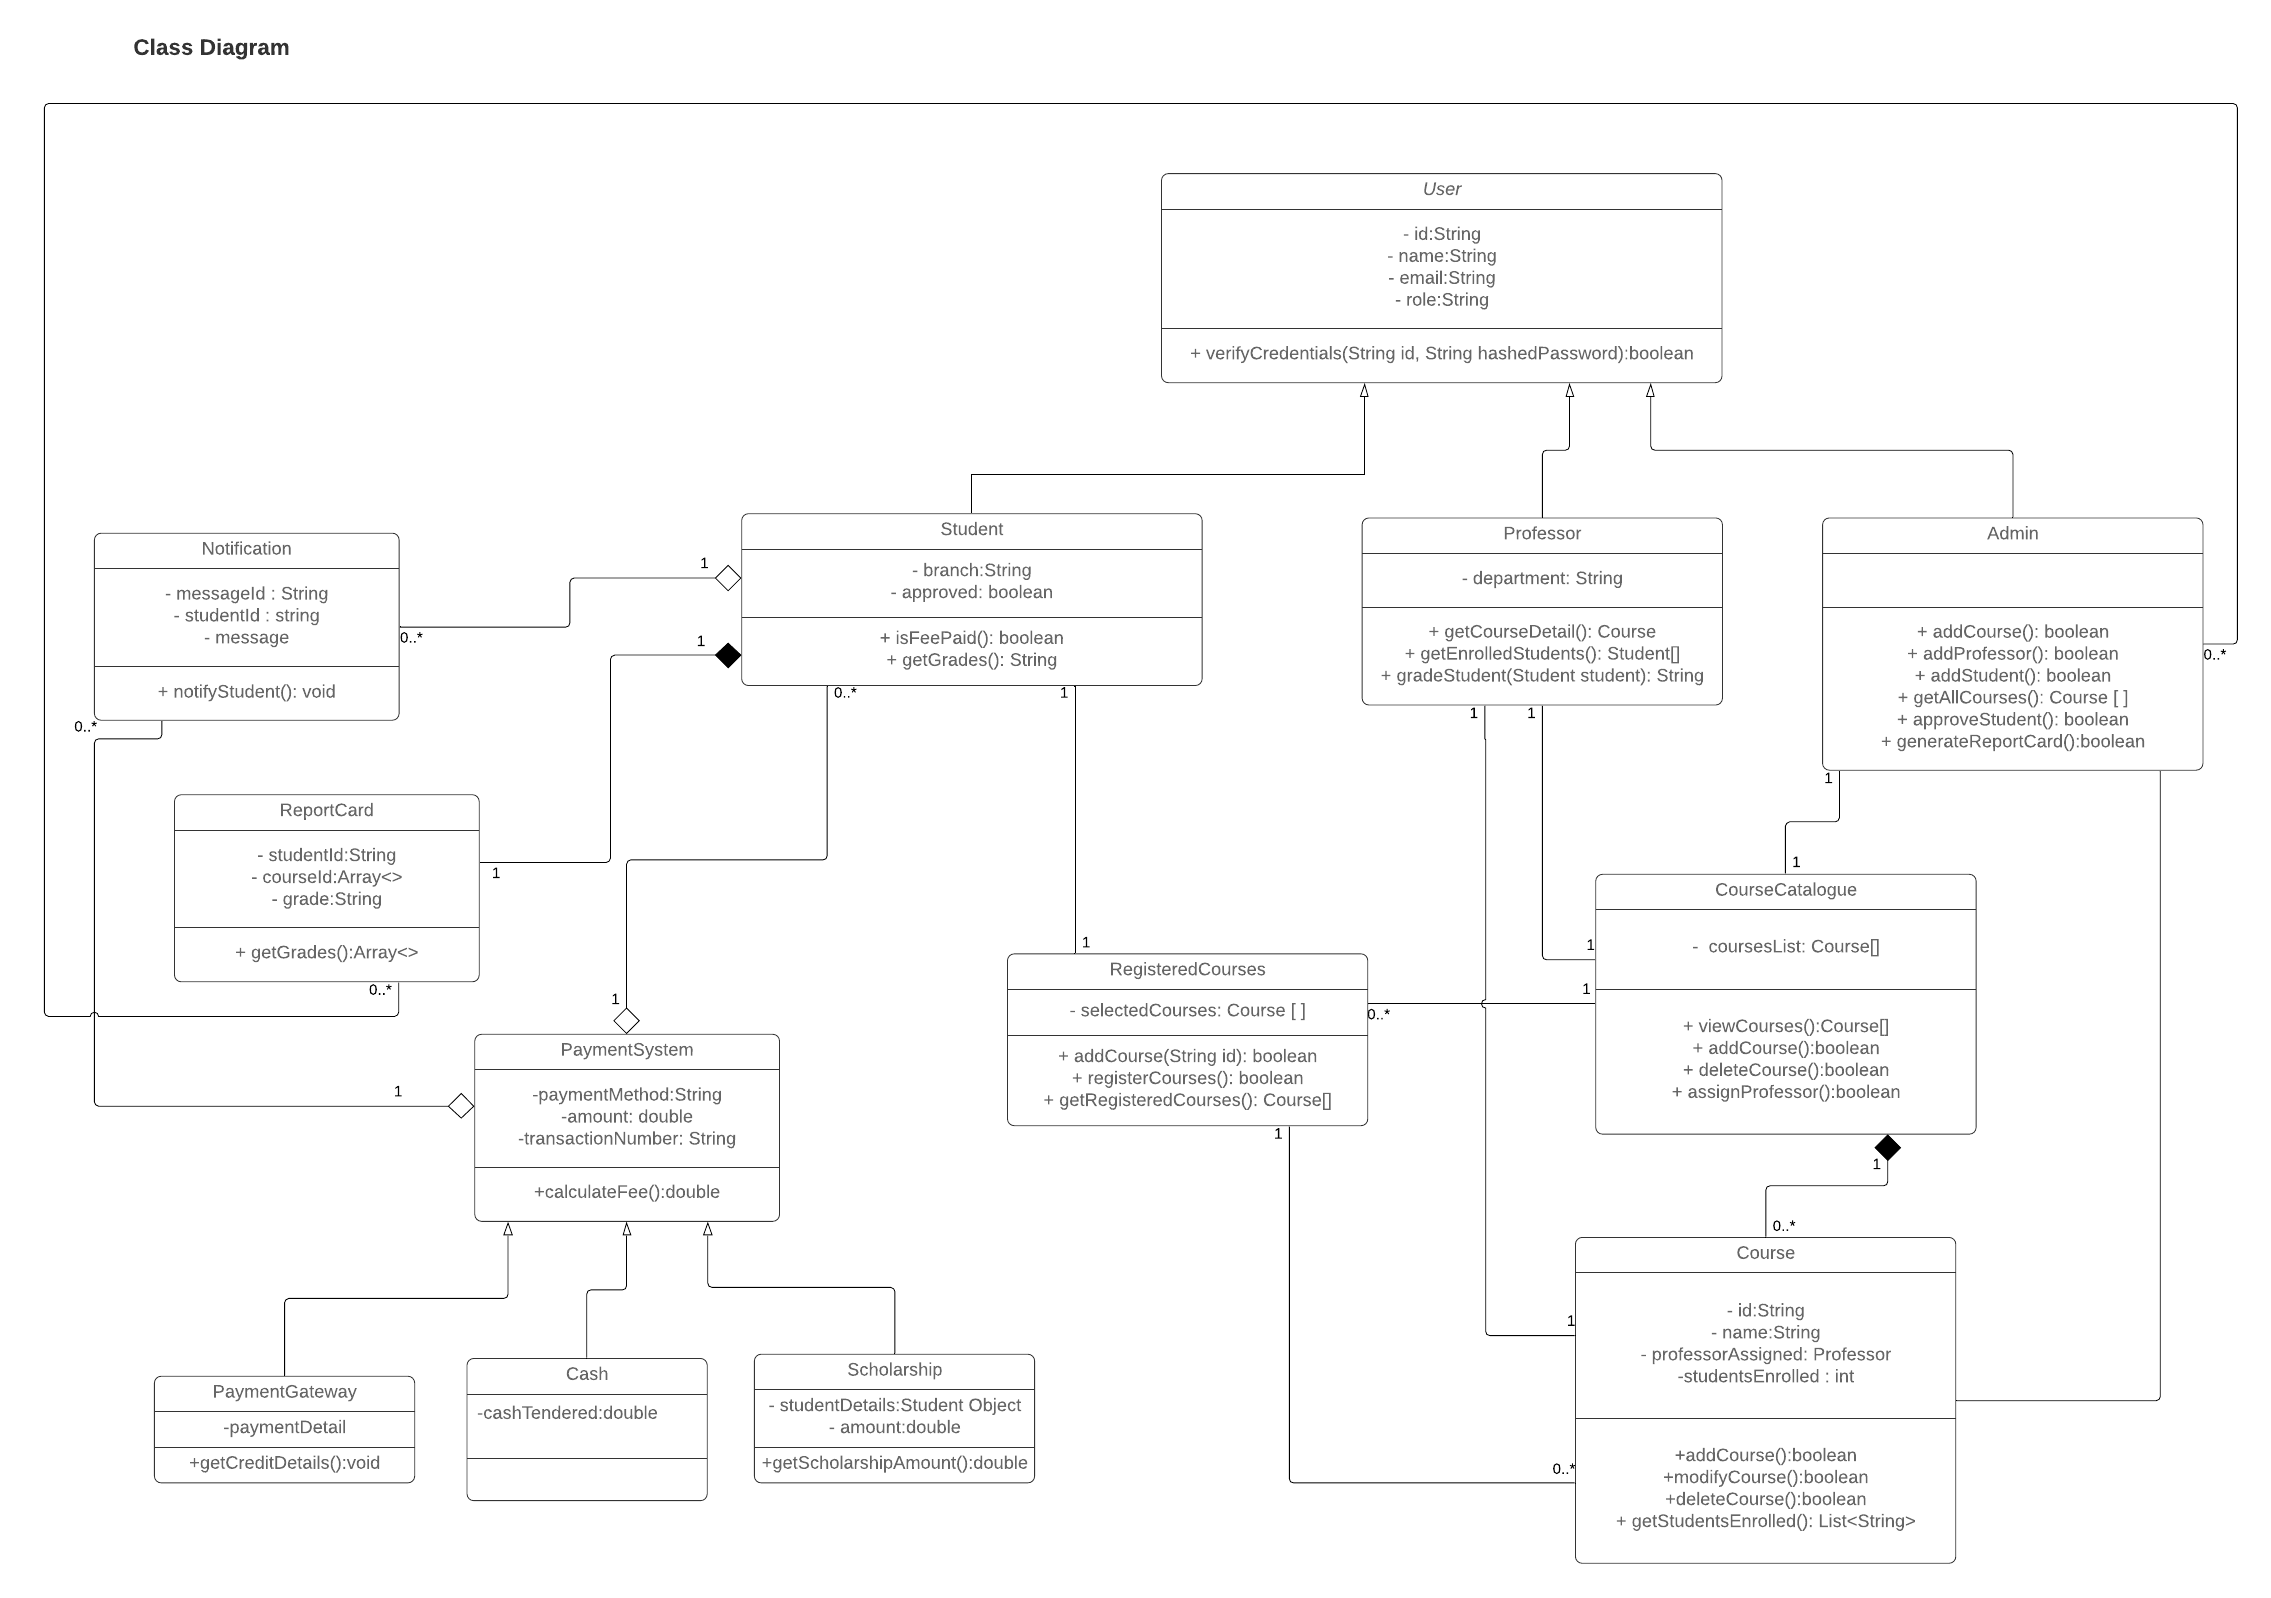 Class Diagram
User
- id:String
- name:String
- email:String
- role:String
+ verifyCredentials(String id, String hashedPassword):boolean
Student
- branch:String
- approved: boolean
+ isFeePaid(): boolean
+ getGrades(): String
1
1
0..*
1
Professor
- department: String
+ getCourseDetail(): Course
+ getEnrolledStudents(): Student[]
+ gradeStudent(Student student): String
1
1
Admin
+ addCourse(): boolean
+ addProfessor(): boolean
+ addStudent(): boolean
+ getAllCourses(): Course [ ]
+ approveStudent(): boolean
+ generateReportCard():boolean
0..*
1
Notification
- messageId : String
- studentId : string
- message
+ notifyStudent(): void
0..*
0..*
ReportCard
- studentId:String
- courseId:Array<>
- grade:String
+ getGrades():Array<>
1
0..*
CourseCatalogue
-  coursesList: Course[]
+ viewCourses():Course[]
+ addCourse():boolean
+ deleteCourse():boolean
+ assignProfessor():boolean
1
1
1
1
RegisteredCourses
- selectedCourses: Course [ ]
+ addCourse(String id): boolean
+ registerCourses(): boolean
+ getRegisteredCourses(): Course[]
1
0..*
1
PaymentSystem
-paymentMethod:String
-amount: double
-transactionNumber: String
+calculateFee():double
1
1
Course
- id:String
- name:String
- professorAssigned: Professor
-studentsEnrolled : int
+addCourse():boolean
+modifyCourse():boolean
+deleteCourse():boolean
+ getStudentsEnrolled(): List<String>
0..*
1
0..*
PaymentGateway
-paymentDetail
+getCreditDetails():void
Cash
-cashTendered:double
Scholarship
- studentDetails:Student Object
- amount:double
+getScholarshipAmount():double